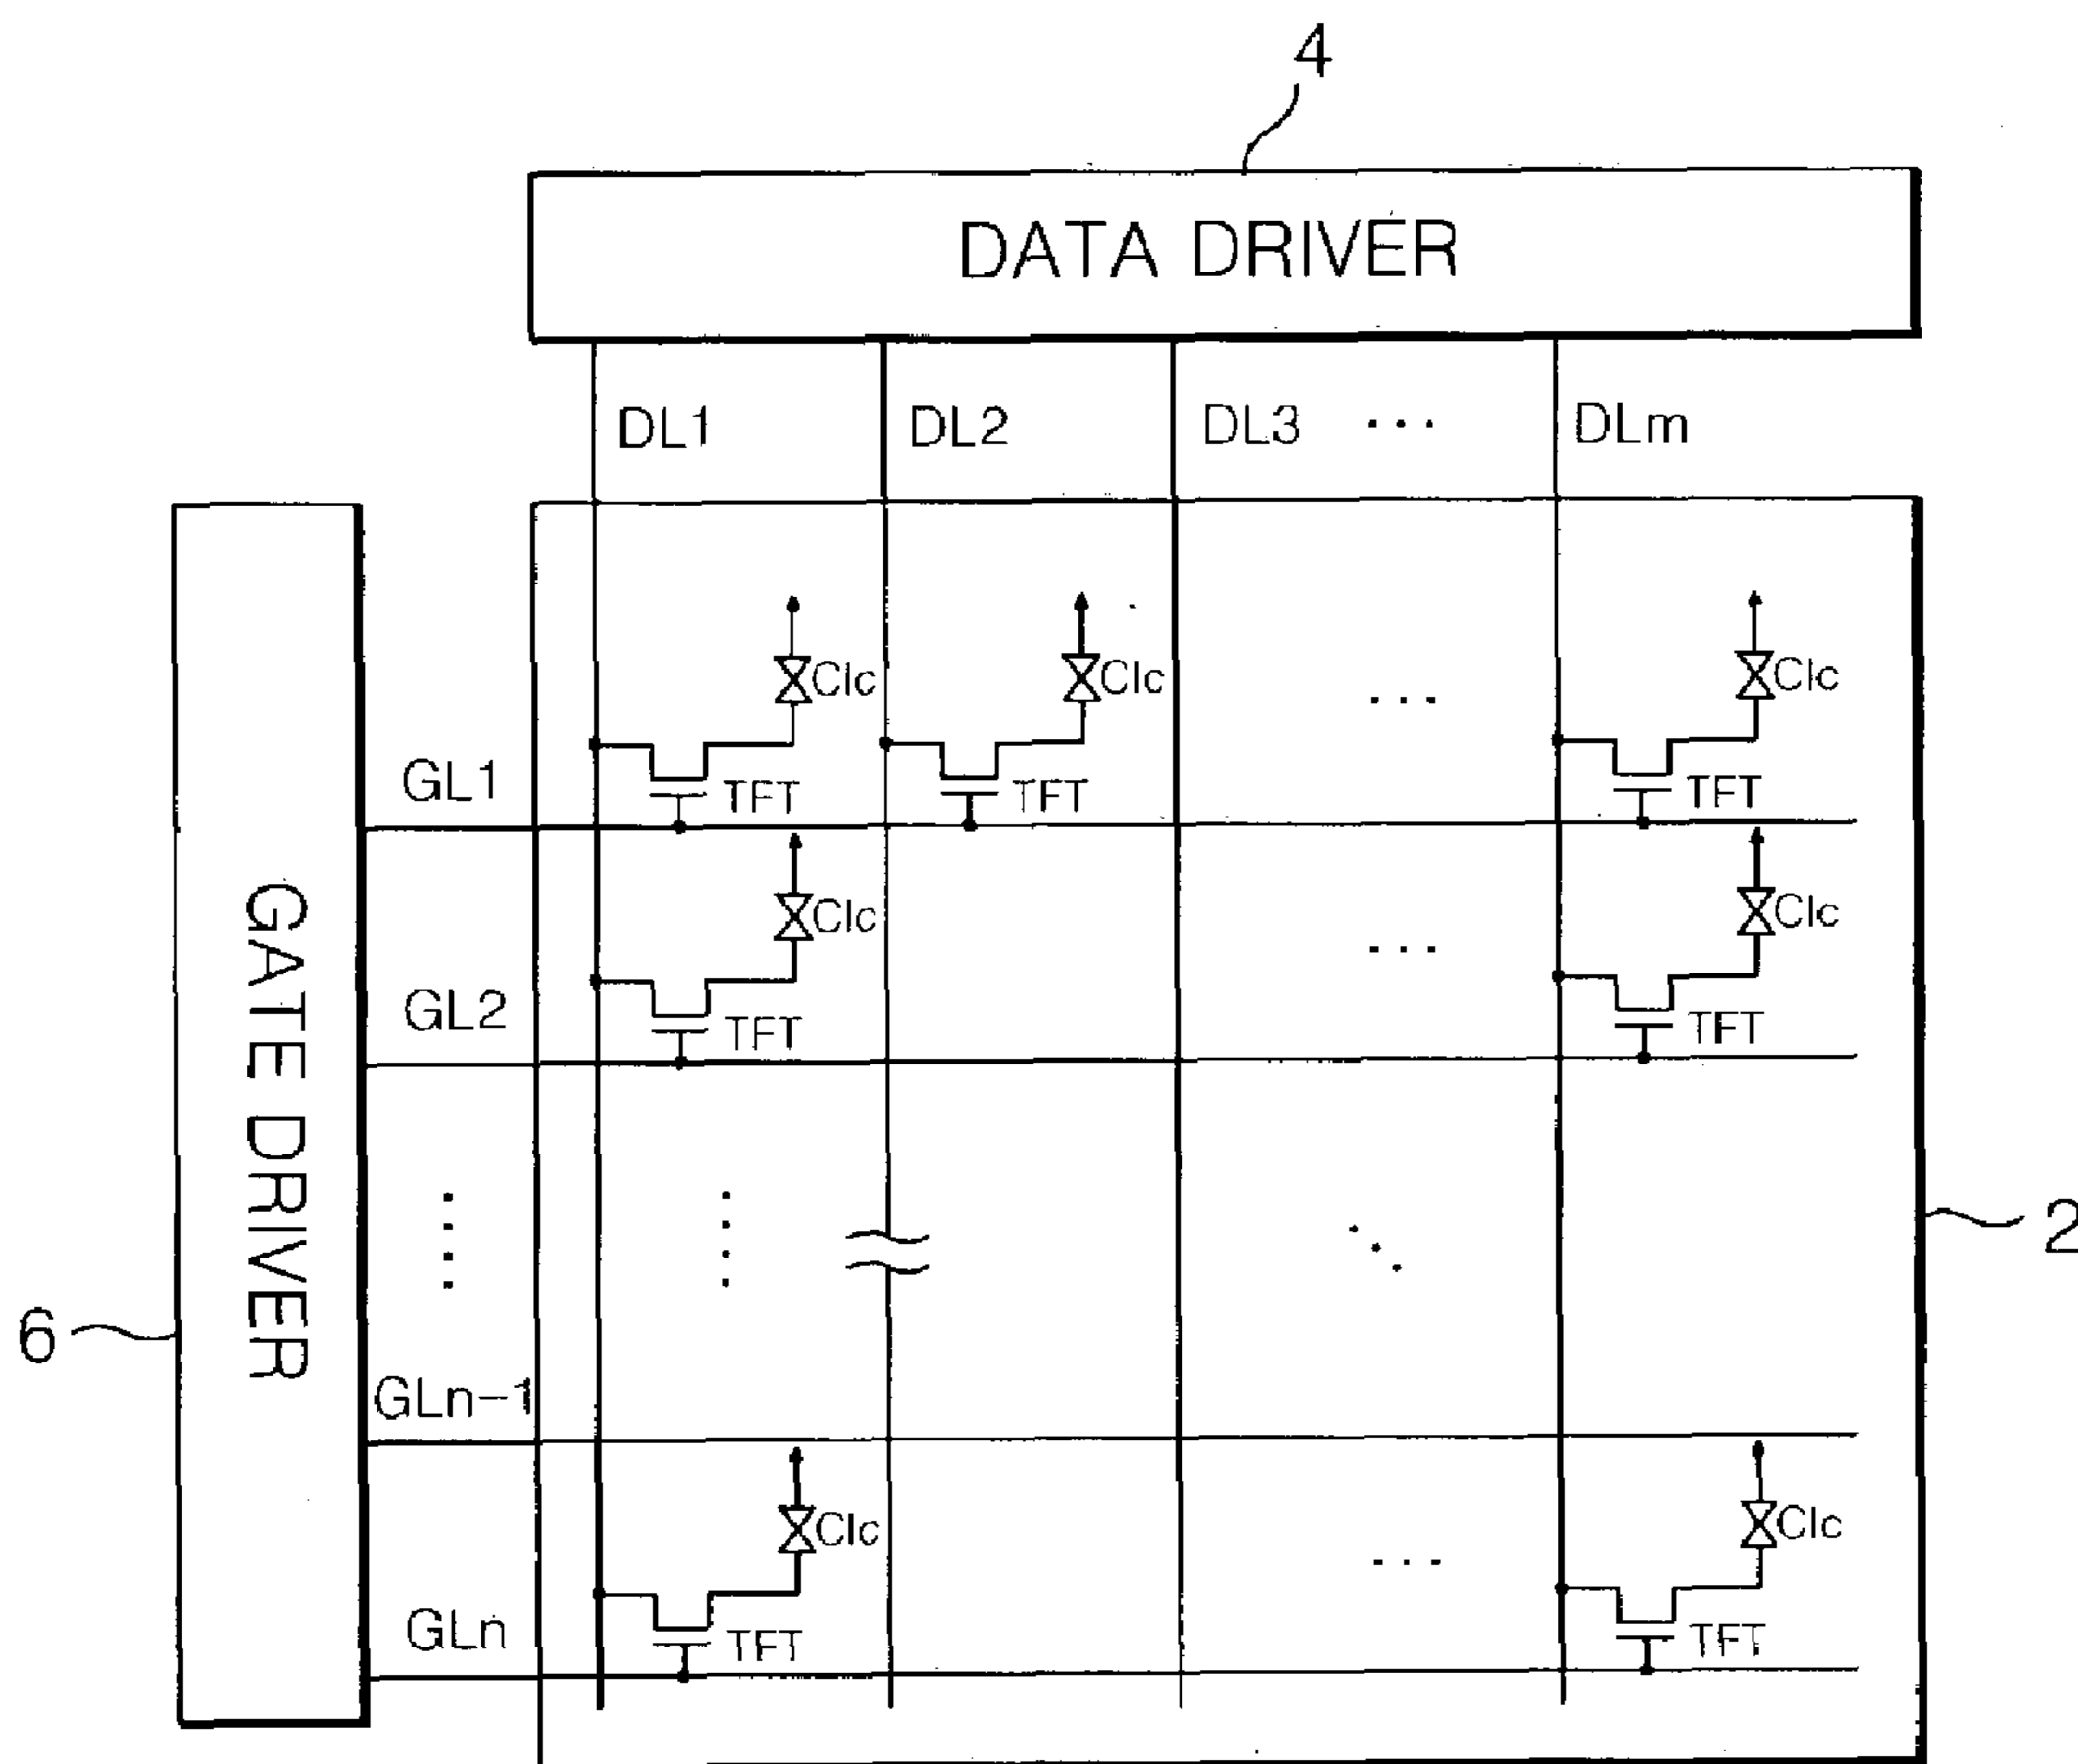 4
DATA DRIVER
DL1 DL2 DL3 ... DLm
Clc Clc ... Clc
GL1 TFT TFT TFT
Clc ... Clc
GL2 TFT TFT
GATE DRIVER
2
6
GLn-1
Clc ... Clc
GLn TFT TFT